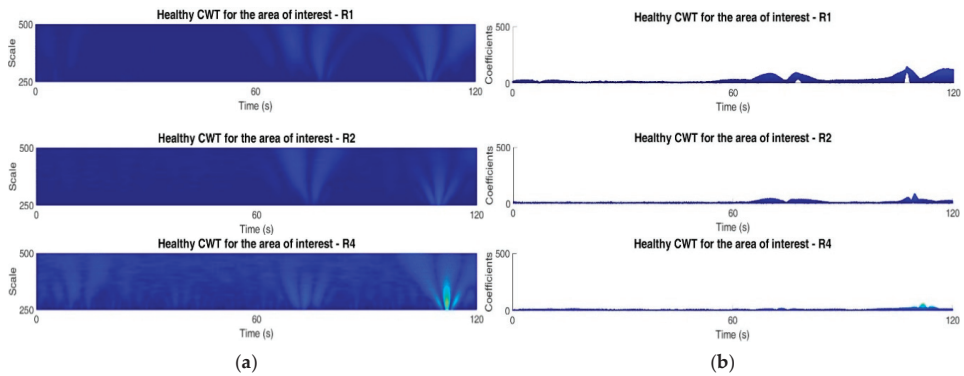 Healthy CWT for the area of interest - R1
500
Scale
250
0
60
120
Time (s)
Healthy CWT for the area of interest - R2
500
Scale
250
0
60
120
Time (s)
Healthy CWT for the area of interest - R4
500
Scale
250
0
60
120
Time (s)
(a)
Healthy CWT for the area of interest - R1
500
Coefficients
0
0
60
120
Time (s)
Healthy CWT for the area of interest - R2
500
Coefficients
0
0
60
120
Time (s)
Healthy CWT for the area of interest - R4
500
Coefficients
0
0
60
120
Time (s)
(b)